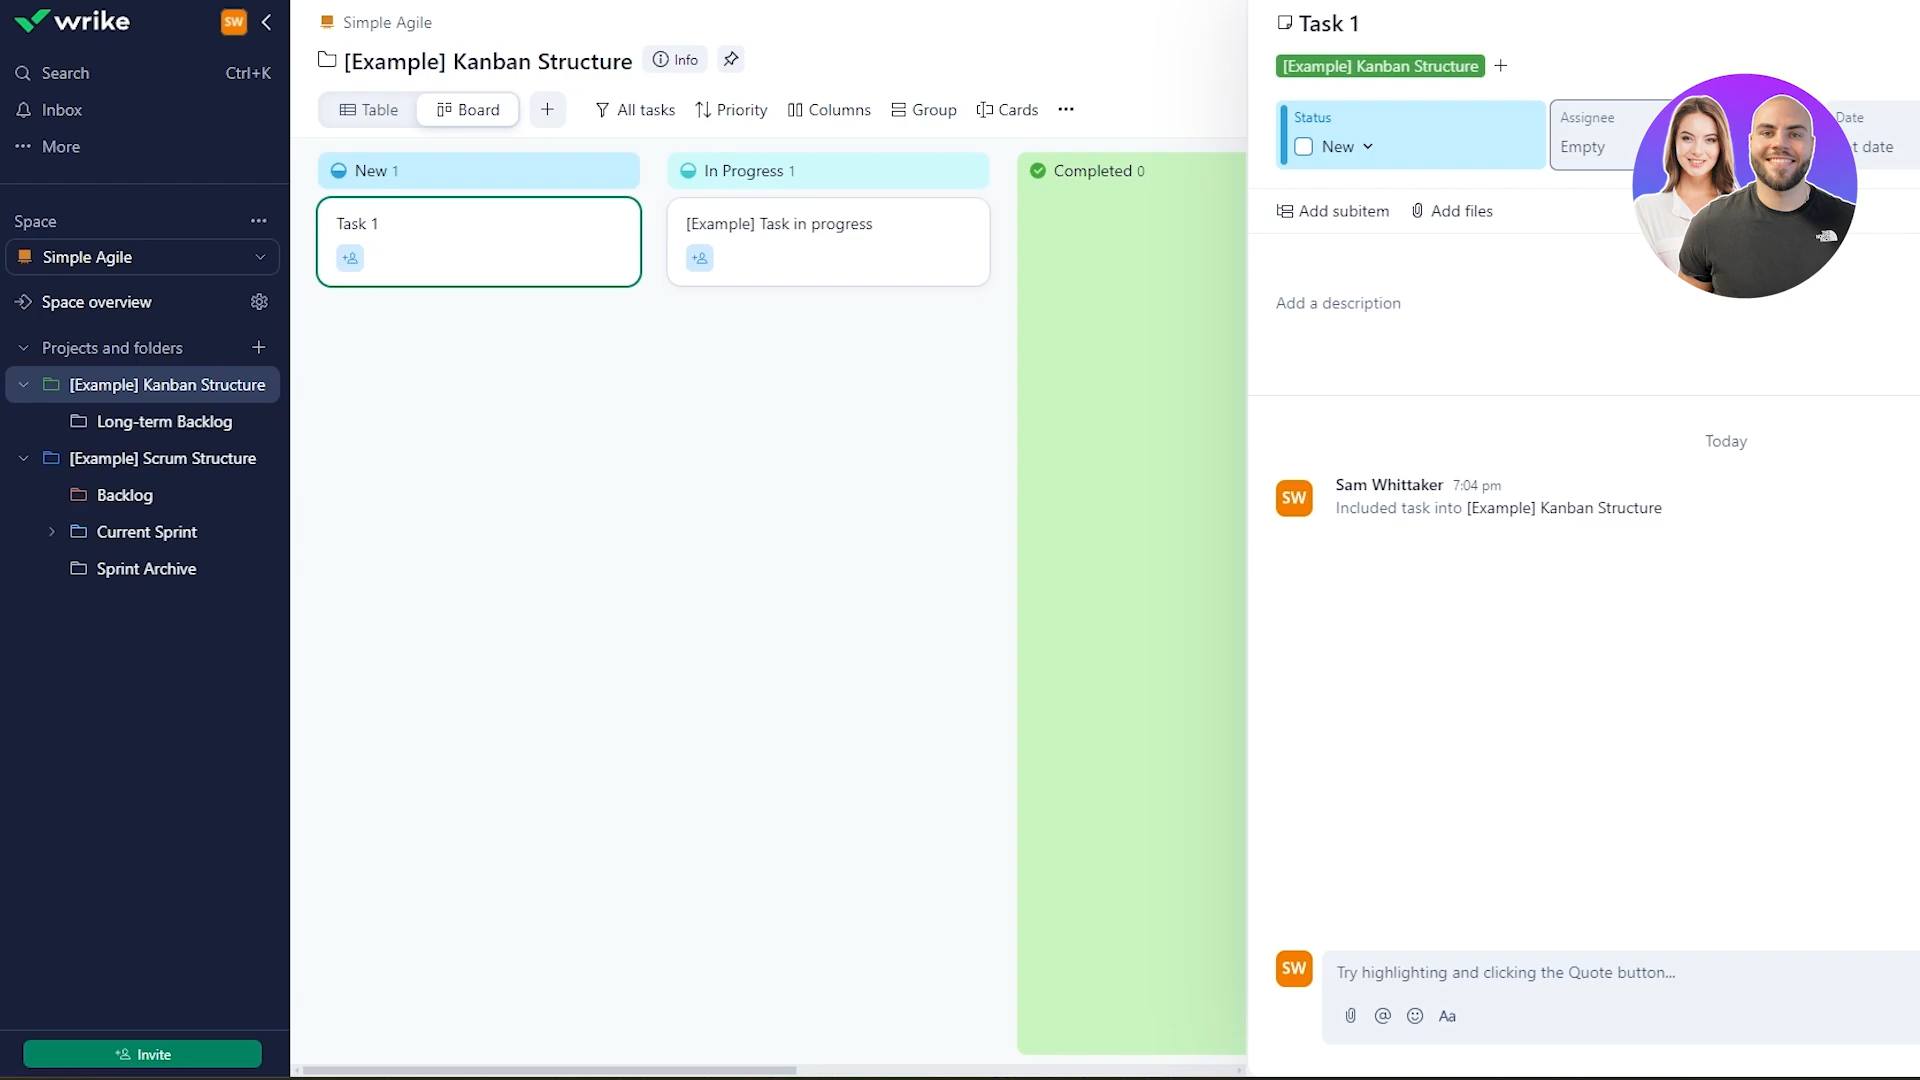 wrike
SW
Search Ctrl+K
Inbox
More
Space
Simple Agile
Space overview
Projects and folders
[Example] Kanban Structure
Long-term Backlog
[Example] Scrum Structure
Backlog
Current Sprint
Sprint Archive
Invite
Simple Agile
[Example] Kanban Structure Info
Table Board All tasks Priority Columns Group Cards
New 1
Task 1
In Progress 1
[Example] Task in progress
Completed 0
Task 1
[Example] Kanban Structure
Status
New
Assignee
Empty
Date
t date
Add subitem Add files
Add a description
Today
SW
Sam Whittaker 7:04 pm
Included task into [Example] Kanban Structure
SW
Try highlighting and clicking the Quote button...
Aa